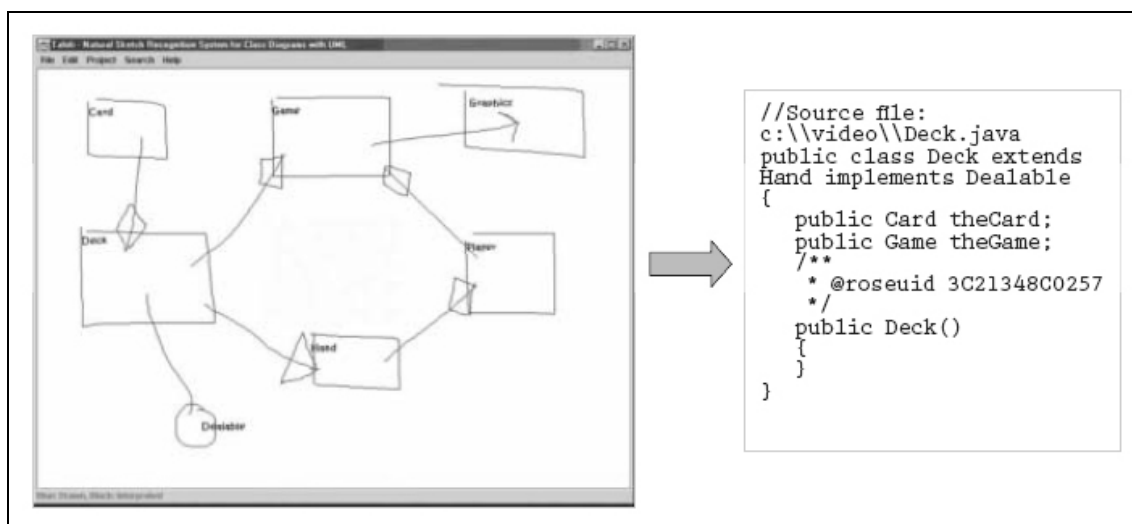 Tahuti - Natural Sketch Recognition System for Class Diagrams with UML
File Edit Project Search Help
Card
Game
Graphics
Deck
Player
Hand
Dealable
//Source file:
c:\\video\\Deck.java
public class Deck extends
Hand implements Dealable
{
public Card theCard;
public Game theGame;
/**
* @roseuid 3C21348C0257
*/
public Deck()
{
}
}